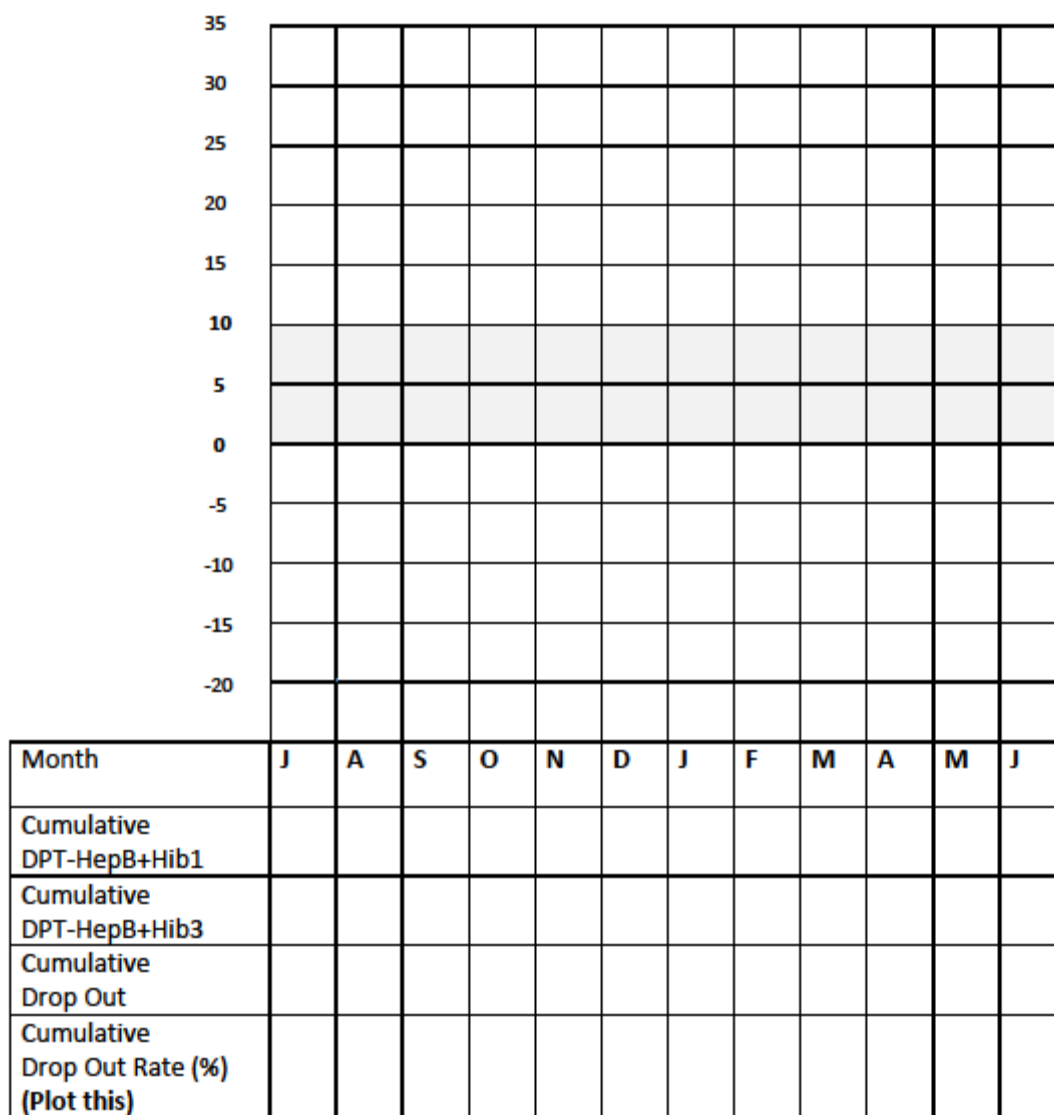 35
30
25
20
15
10
5
0
-5
-10
-15
-20
Month J A S O N D J F M A M J
Cumulative
DPT-HepB+Hib1
Cumulative
DPT-HepB+Hib3
Cumulative
Drop Out
Cumulative
Drop Out Rate (%)
(Plot this)